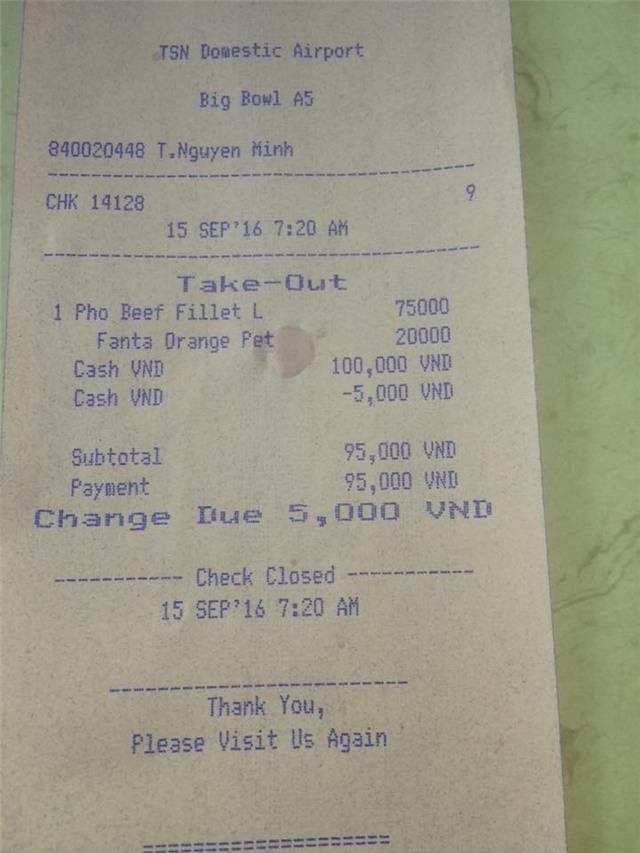 TSN Domestic Airport
Big Bowl A5
840020448 T.Nguyen Minh
CHK 14128 9
15 SEP'16 7:20 AM
Take-Out
1 Pho Beef Fillet L 75000
Fanta Orange Pet 20000
Cash VND 100,000 VND
Cash VND -5,000 VND
Subtotal 95,000 VND
Payment 95,000 VND
Change Due 5,000 VND
----------- Check Closed -----------
15 SEP'16 7:20 AM
Thank You,
Please Visit Us Again